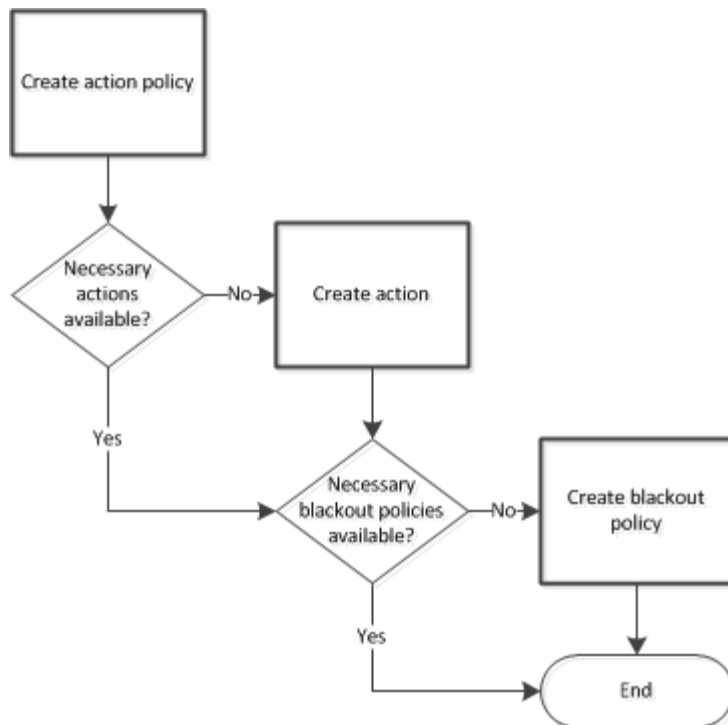 Create action policy
Necessary
actions
available?
No
Create action
Yes
Necessary
blackout policies
available?
No
Create blackout
policy
Yes
End